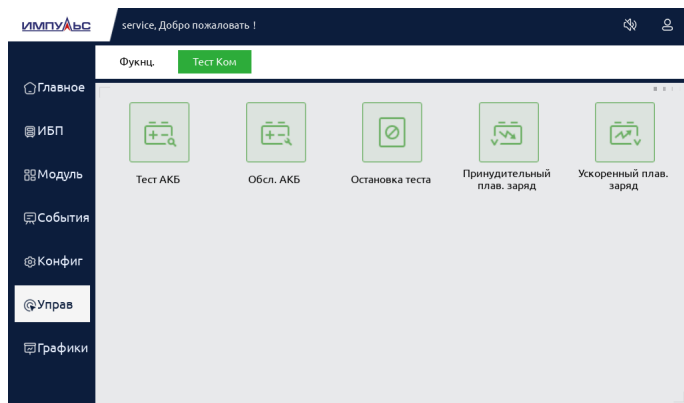 ИМПУЛЬС
service, Добро пожаловать !
Фукнц.
Тест Ком
Главное
ИБП
Модуль
События
Конфиг
Управ
Графики
Тест АКБ
Обсл. АКБ
Остановка теста
Принудительный
плав. заряд
Ускоренный плав.
заряд